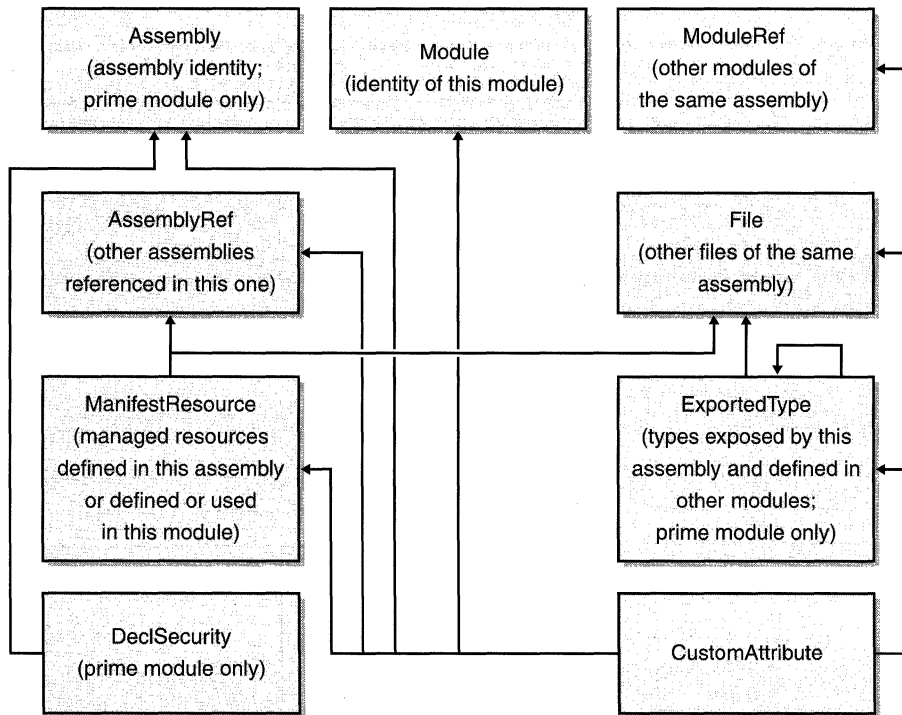 Assembly
(assembly identity;
prime module only)
Module
(identity of this module)
ModuleRef
(other modules of
the same assembly)
AssemblyRef
(other assemblies
referenced in this one)
File
(other files of the same
assembly)
ManifestResource
(managed resources
defined in this assembly
or defined or used
in this module)
ExportedType
(types exposed by this
assembly and defined in
other modules;
prime module only)
DeclSecurity
(prime module only)
CustomAttribute